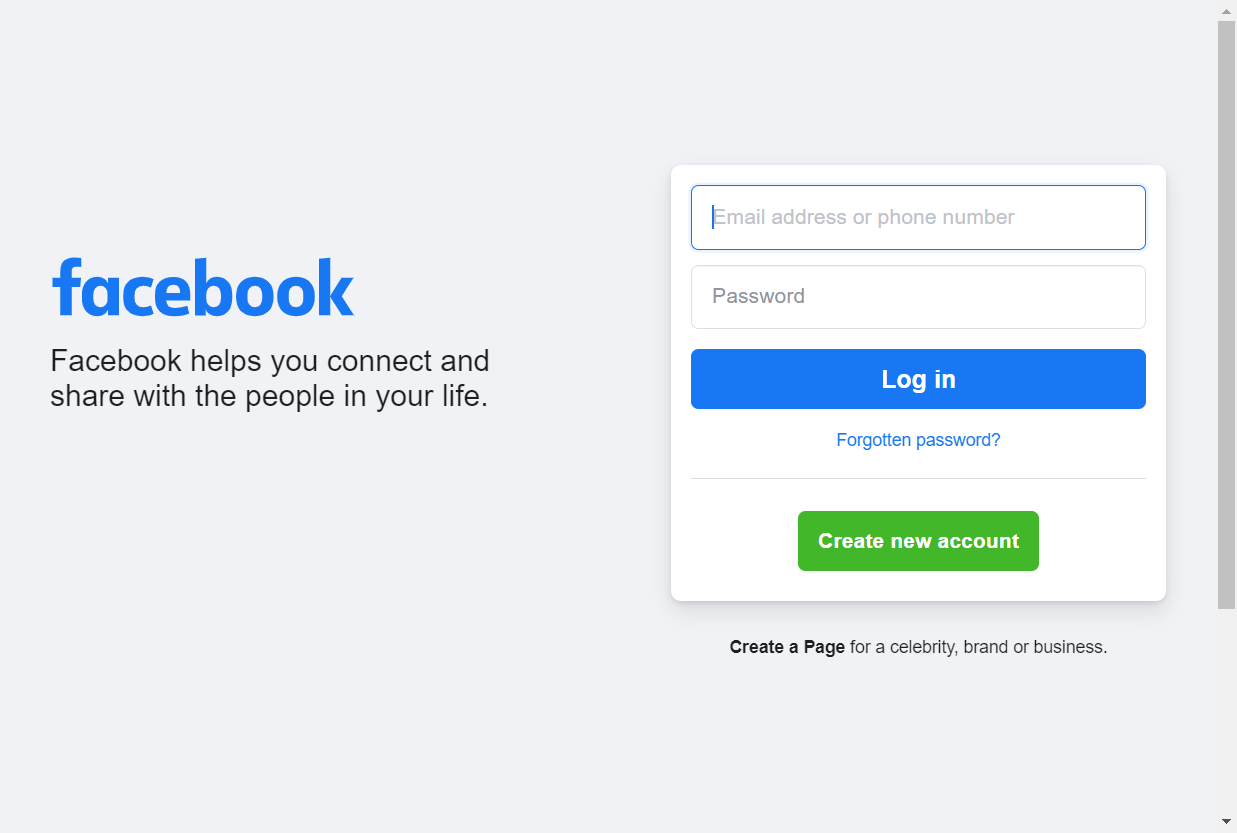 facebook
Facebook helps you connect and
share with the people in your life.
Email address or phone number
Password
Log in
Forgotten password?
Create new account
Create a Page for a celebrity, brand or business.